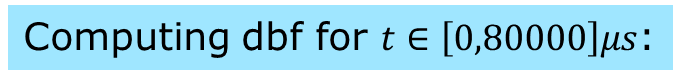 Computing dbf for t ∈ [0,80000]μs: